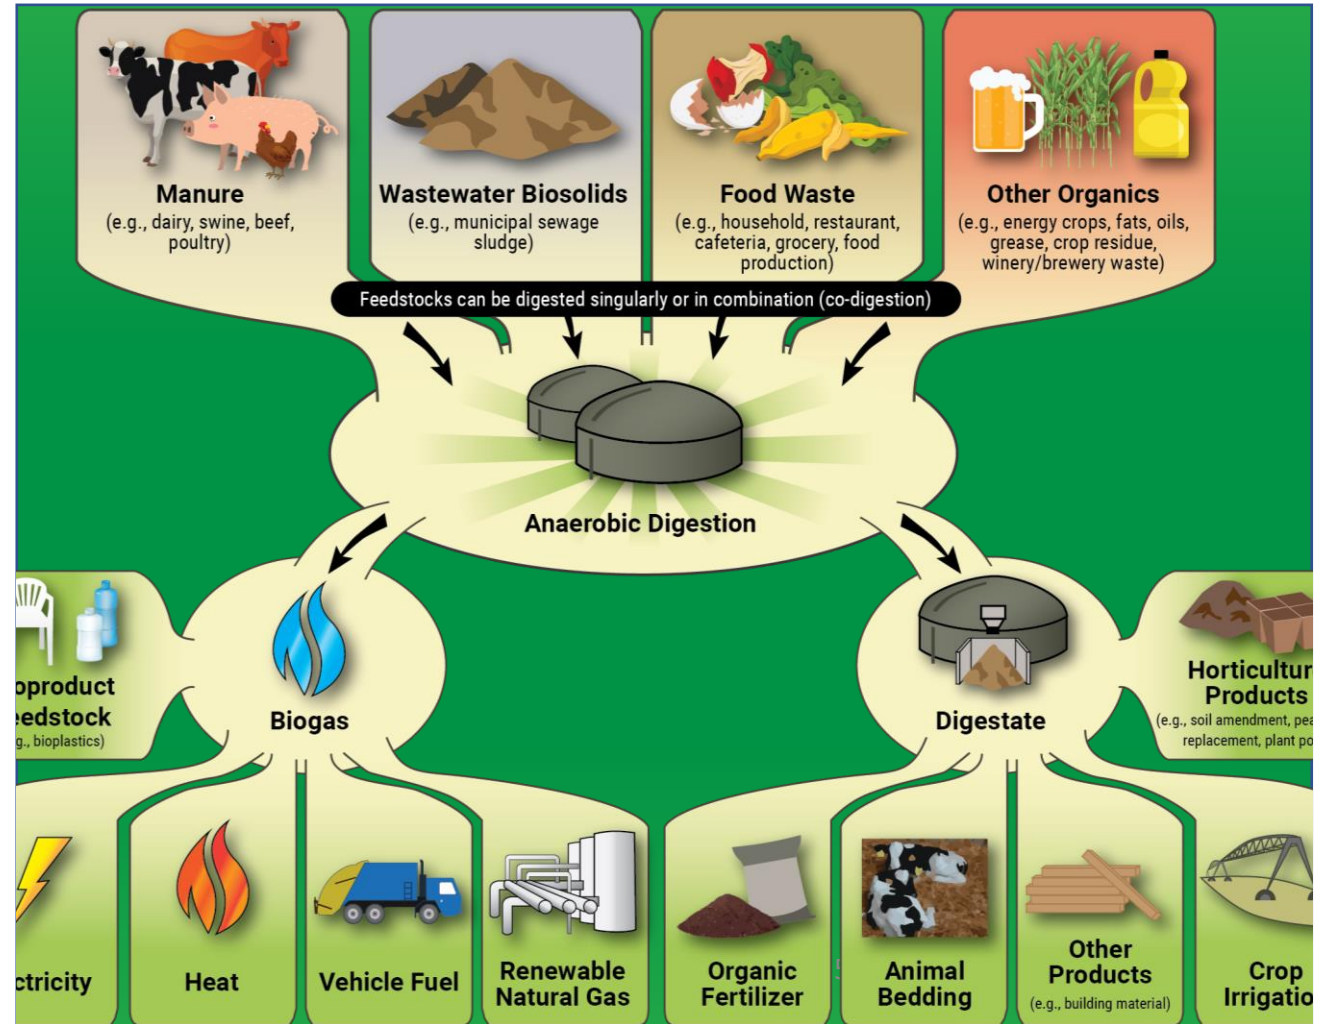 Manure
(e.g., dairy, swine, beef,
poultry)
Wastewater Biosolids
(e.g., municipal sewage
sludge)
Food Waste
(e.g., household, restaurant,
cafeteria, grocery, food
production)
Other Organics
(e.g., energy crops, fats, oils,
grease, crop residue,
winery/brewery waste)
Feedstocks can be digested singularly or in combination (co-digestion)
Anaerobic Digestion
oproduct
eedstock
g., bioplastics)
Biogas
Digestate
Horticultur
Products
(e.g., soil amendment, pea
replacement, plant po
ctricity
Heat
Vehicle Fuel
Renewable
Natural Gas
Organic
Fertilizer
Animal
Bedding
Other
Products
(e.g., building material)
Crop
Irrigatio